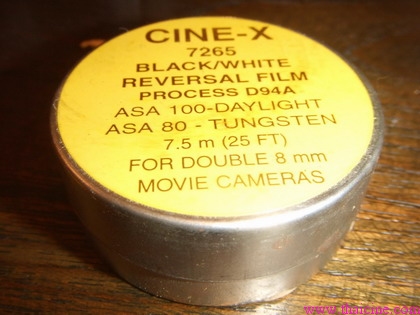 CINE-X
7265
BLACK/WHITE
REVERSAL FILM
PROCESS D94A
ASA 100-DAYLIGHT
ASA 80 - TUNGSTEN
7.5 m (25 FT)
FOR DOUBLE 8 mm
MOVIE CAMERAS